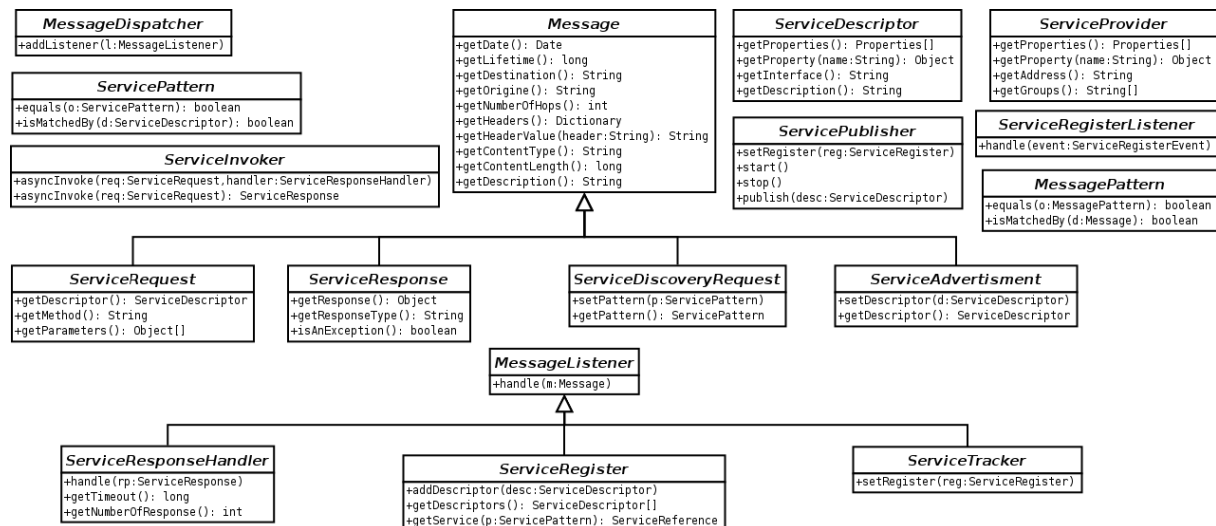 MessageDispatcher
+addListener(l:MessageListener)
ServicePattern
+equals(o:ServicePattern): boolean
+isMatchedBy(d:ServiceDescriptor): boolean
ServiceInvoker
+asyncInvoke(req:ServiceRequest,handler:ServiceResponseHandler)
+asyncInvoke(req:ServiceRequest): ServiceResponse
Message
+getDate(): Date
+getLifetime(): long
+getDestination(): String
+getOrigine(): String
+getNumberOfHops(): int
+getHeaders(): Dictionary
+getHeaderValue(header:String): String
+getContentType(): String
+getContentLength(): long
+getDescription(): String
ServiceDescriptor
+getProperties(): Properties[]
+getProperty(name:String): Object
+getInterface(): String
+getDescription(): String
ServicePublisher
+setRegister(reg:ServiceRegister)
+start()
+stop()
+publish(desc:ServiceDescriptor)
ServiceProvider
+getProperties(): Properties[]
+getProperty(name:String): Object
+getAddress(): String
+getGroups(): String[]
ServiceRegisterListener
+handle(event:ServiceRegisterEvent)
MessagePattern
+equals(o:MessagePattern): boolean
+isMatchedBy(d:Message): boolean
ServiceRequest
+getDescriptor(): ServiceDescriptor
+getMethod(): String
+getParameters(): Object[]
ServiceResponse
+getResponse(): Object
+getResponseType(): String
+isAnException(): boolean
ServiceDiscoveryRequest
+setPattern(p:ServicePattern)
+getPattern(): ServicePattern
ServiceAdvertisment
+setDescriptor(d:ServiceDescriptor)
+getDescriptor(): ServiceDescriptor
MessageListener
+handle(m:Message)
ServiceResponseHandler
+handle(rp:ServiceResponse)
+getTimeout(): long
+getNumberOfResponse(): int
ServiceRegister
+addDescriptor(desc:ServiceDescriptor)
+getDescriptors(): ServiceDescriptor[]
+getService(p:ServicePattern): ServiceReference
ServiceTracker
+setRegister(reg:ServiceRegister)